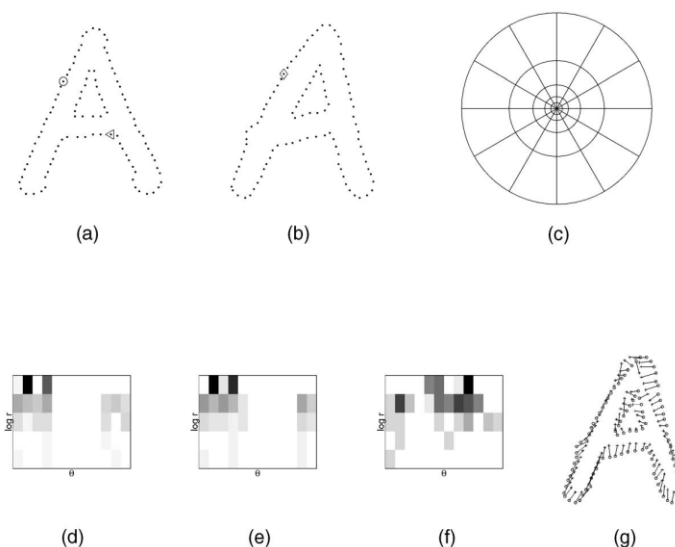 (a) (b) (c)
log r log r log r
θ θ θ
(d) (e) (f) (g)